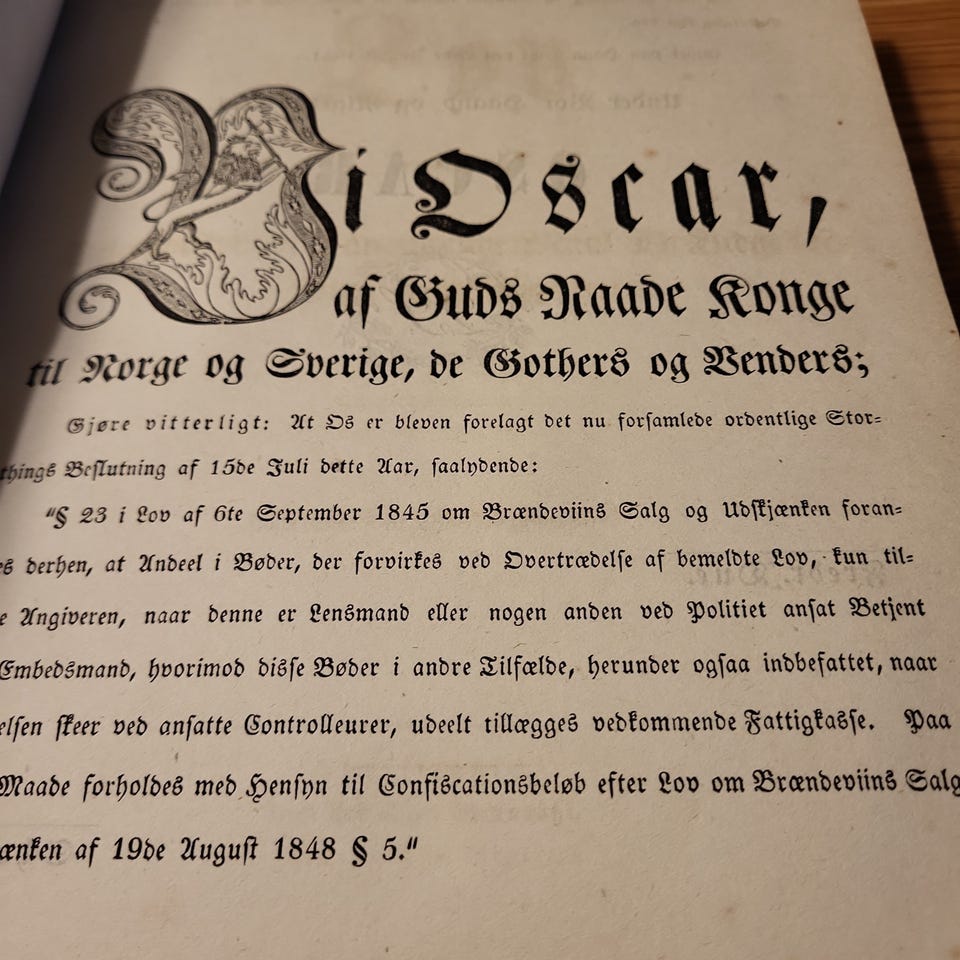 Vi Oscar,
af Guds Naade Konge
til Norge og Sverige, de Gothers og Venders;
Gjøre vitterligt: At Os er bleven forelagt det nu forsamlede ordentlige Stor=
things Beslutning af 15de Juli dette Aar, saalydende:
"§ 23 i Lov af 6te September 1845 om Brændeviins Salg og Udskjænken foran=
es derhen, at Andeel i Bøder, der forvirkes ved Overtrædelse af bemeldte Lov, kun til=
e Angiveren, naar denne er Lensmand eller nogen anden ved Politiet ansat Betjent
Embedsmand, hvorimod disse Bøder i andre Tilfælde, herunder ogsaa indbefattet, naar
elsen skeer ved ansatte Controlleurer, udeelt tillægges vedkommende Fattigkasse. Paa
Maade forholdes med Hensyn til Confiscationsbeløb efter Lov om Brændeviins Salg
ænken af 19de August 1848 § 5."